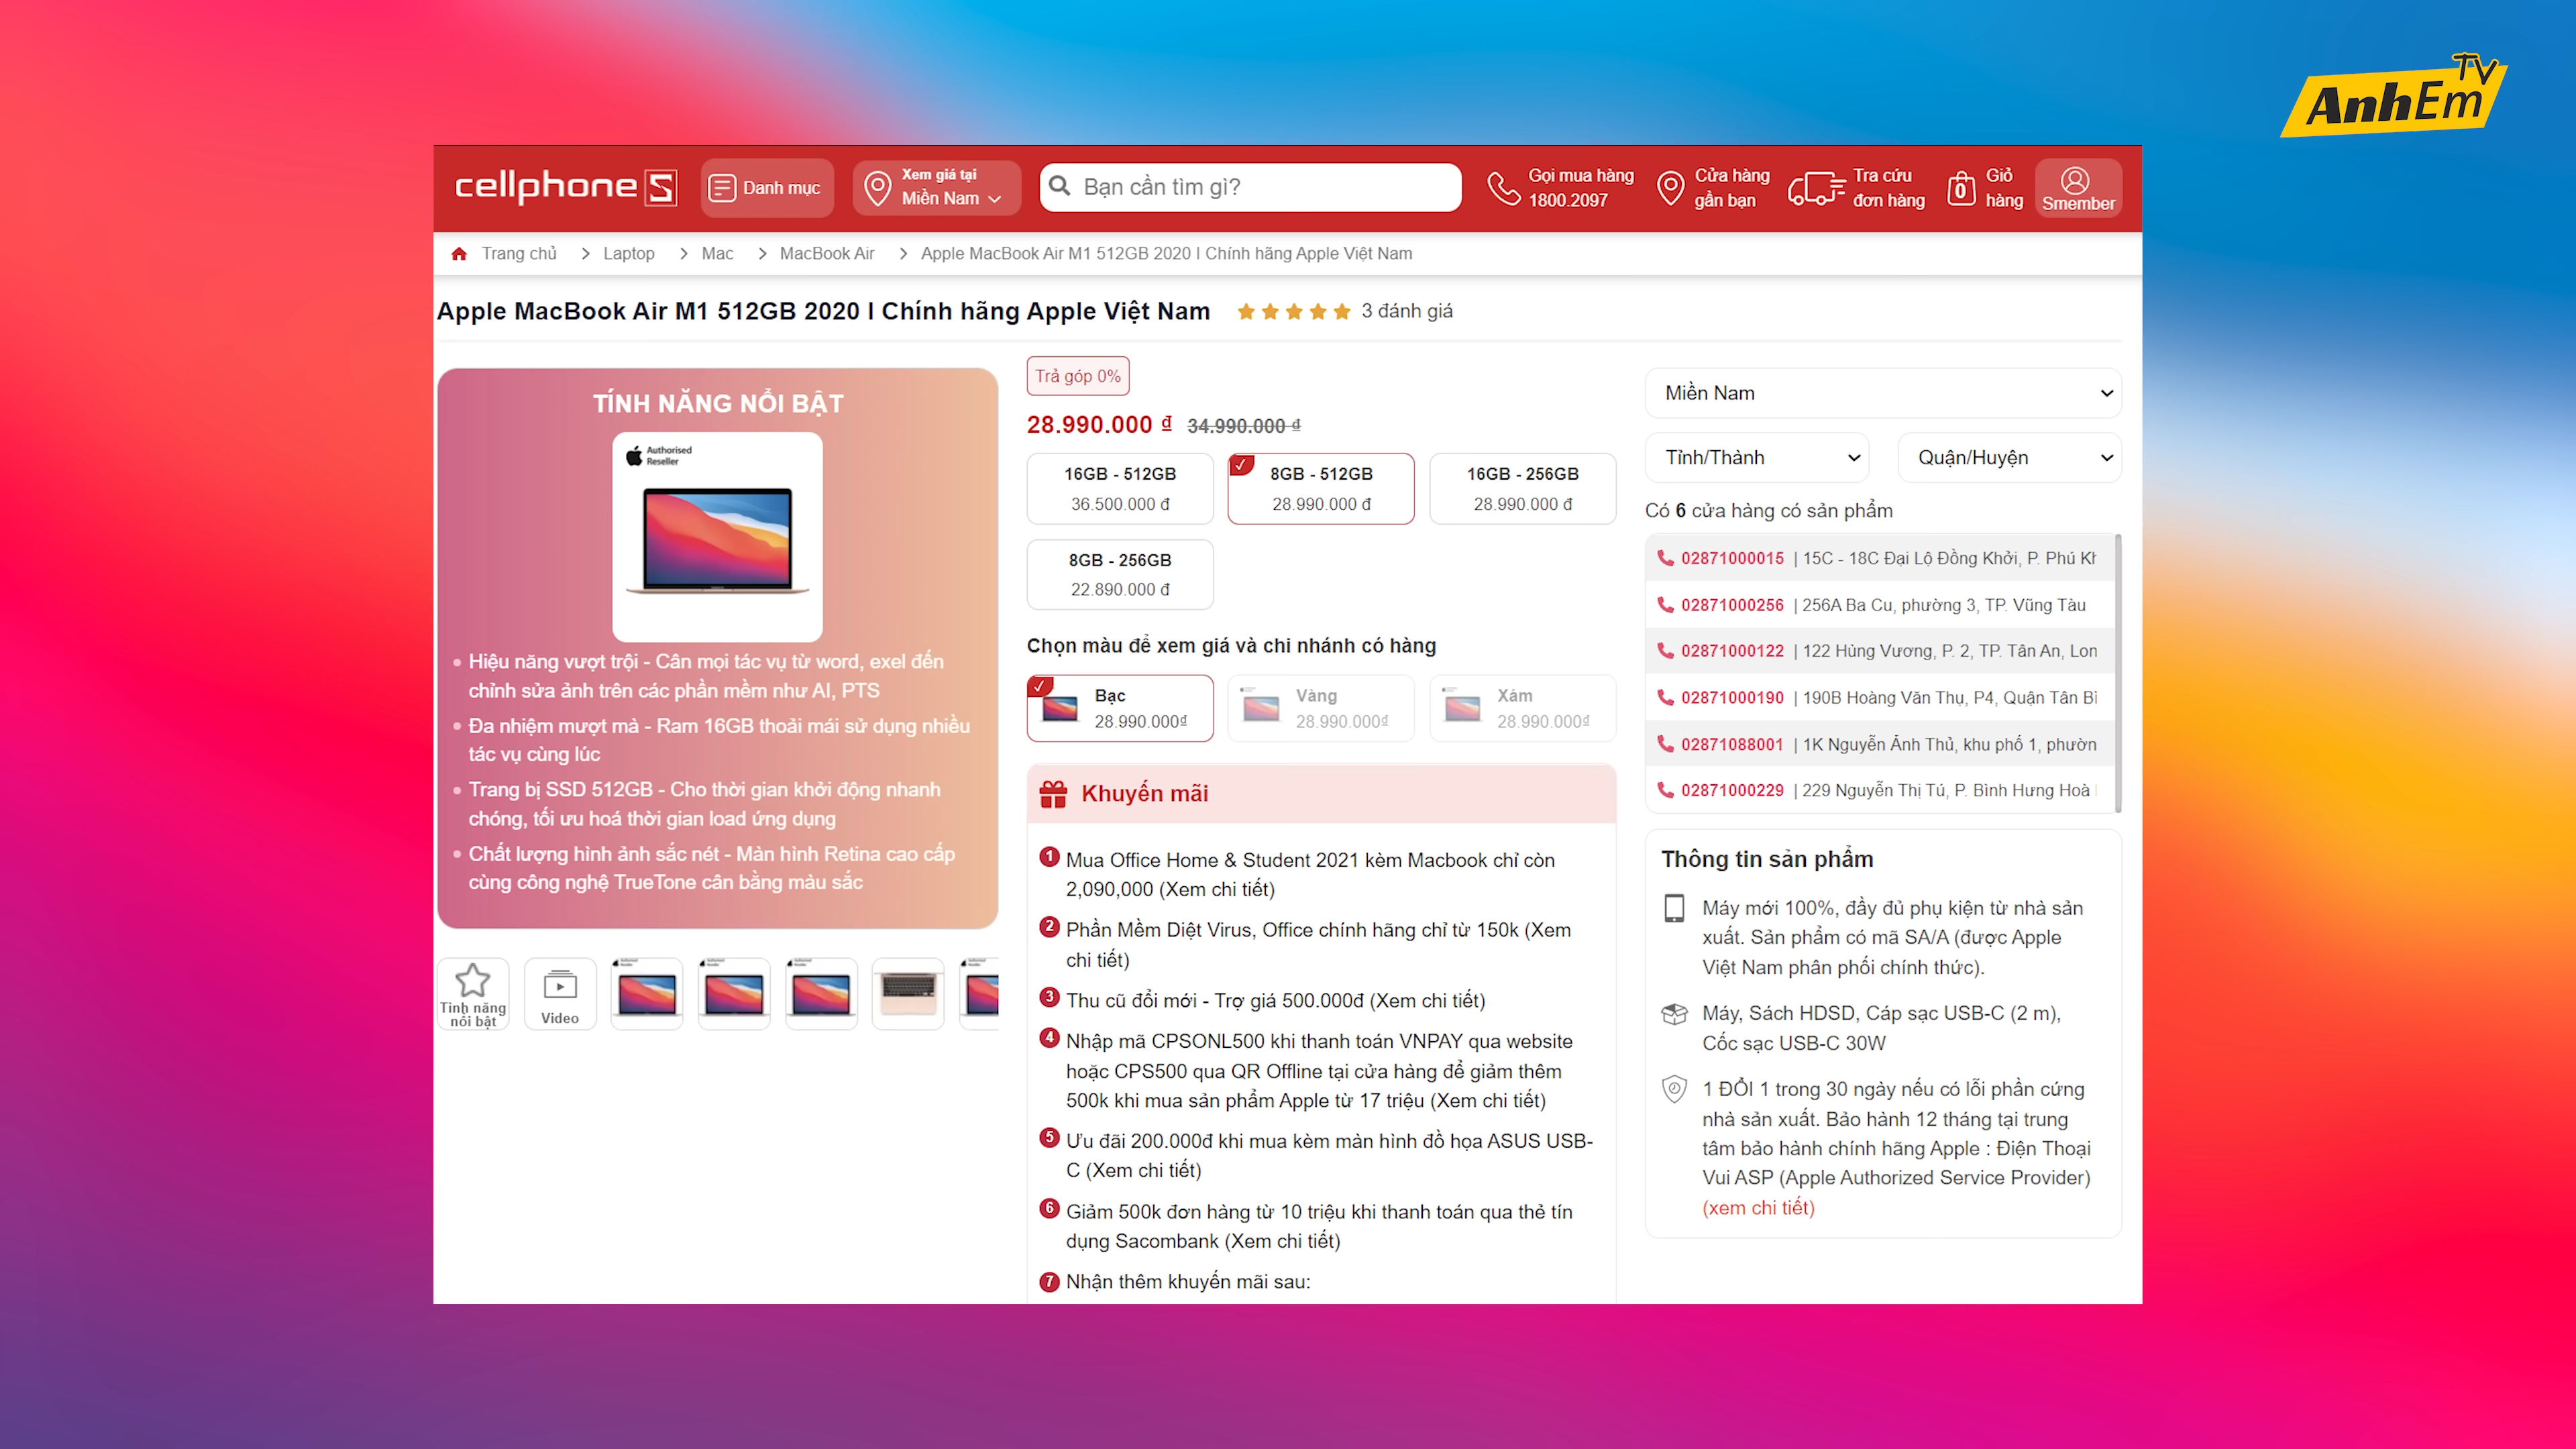 AnhEm TV
cellphoneS
Danh mục
Xem giá tại
Miền Nam
Bạn cần tìm gì?
Gọi mua hàng
1800.2097
Cửa hàng
gần bạn
Tra cứu
đơn hàng
0
Giỏ
hàng
Smember
Trang chủ > Laptop > Mac > MacBook Air > Apple MacBook Air M1 512GB 2020 I Chính hãng Apple Việt Nam
Apple MacBook Air M1 512GB 2020 I Chính hãng Apple Việt Nam
3 đánh giá
TÍNH NĂNG NỔI BẬT
Authorised
Reseller
Hiệu năng vượt trội - Cân mọi tác vụ từ word, exel đến
chỉnh sửa ảnh trên các phần mềm như AI, PTS
Đa nhiệm mượt mà - Ram 16GB thoải mái sử dụng nhiều
tác vụ cùng lúc
Trang bị SSD 512GB - Cho thời gian khởi động nhanh
chóng, tối ưu hoá thời gian load ứng dụng
Chất lượng hình ảnh sắc nét - Màn hình Retina cao cấp
cùng công nghệ TrueTone cân bằng màu sắc
Tính năng
nổi bật
Video
Trả góp 0%
28.990.000 ₫ 34.990.000 ₫
16GB - 512GB
36.500.000 đ
8GB - 512GB
28.990.000 đ
16GB - 256GB
28.990.000 đ
8GB - 256GB
22.890.000 đ
Chọn màu để xem giá và chi nhánh có hàng
Bạc
28.990.000₫
Vàng
28.990.000₫
Xám
28.990.000₫
Khuyến mãi
1 Mua Office Home & Student 2021 kèm Macbook chỉ còn
2,090,000 (Xem chi tiết)
2 Phần Mềm Diệt Virus, Office chính hãng chỉ từ 150k (Xem
chi tiết)
3 Thu cũ đổi mới - Trợ giá 500.000đ (Xem chi tiết)
4 Nhập mã CPSONL500 khi thanh toán VNPAY qua website
hoặc CPS500 qua QR Offline tại cửa hàng để giảm thêm
500k khi mua sản phẩm Apple từ 17 triệu (Xem chi tiết)
5 Ưu đãi 200.000đ khi mua kèm màn hình đồ họa ASUS USB-
C (Xem chi tiết)
6 Giảm 500k đơn hàng từ 10 triệu khi thanh toán qua thẻ tín
dụng Sacombank (Xem chi tiết)
7 Nhận thêm khuyến mãi sau:
Miền Nam
Tỉnh/Thành
Quận/Huyện
Có 6 cửa hàng có sản phẩm
02871000015 | 15C - 18C Đại Lộ Đồng Khởi, P. Phú Kh
02871000256 | 256A Ba Cu, phường 3, TP. Vũng Tàu
02871000122 | 122 Hùng Vương, P. 2, TP. Tân An, Lon
02871000190 | 190B Hoàng Văn Thụ, P4, Quận Tân Bì
02871088001 | 1K Nguyễn Ảnh Thủ, khu phố 1, phườn
02871000229 | 229 Nguyễn Thị Tú, P. Bình Hưng Hoà
Thông tin sản phẩm
Máy mới 100%, đầy đủ phụ kiện từ nhà sản
xuất. Sản phẩm có mã SA/A (được Apple
Việt Nam phân phối chính thức).
Máy, Sách HDSD, Cáp sạc USB-C (2 m),
Cốc sạc USB-C 30W
1 ĐỔI 1 trong 30 ngày nếu có lỗi phần cứng
nhà sản xuất. Bảo hành 12 tháng tại trung
tâm bảo hành chính hãng Apple : Điện Thoại
Vui ASP (Apple Authorized Service Provider)
(xem chi tiết)